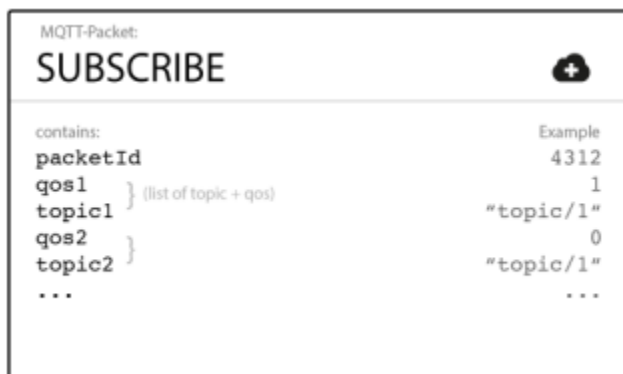 MQTT-Packet:
SUBSCRIBE
contains: Example
packetId 4312
qos1 1
} (list of topic + qos)
topic1 "topic/1"
qos2 0
}
topic2 "topic/1"
... ...